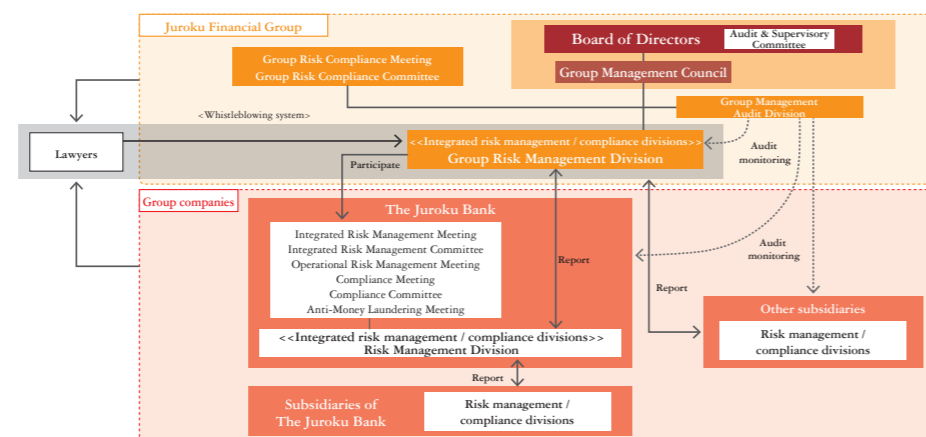 Juroku Financial Group
Board of Directors
Audit & Supervisory
Committee
Group Risk Compliance Meeting
Group Risk Compliance Committee
Group Management Council
Group Management
Audit Division
<Whistleblowing system>
Lawyers
<<Integrated risk management / compliance divisions>>
Group Risk Management Division
Participate
Audit
monitoring
Group companies
The Juroku Bank
Integrated Risk Management Meeting
Integrated Risk Management Committee
Operational Risk Management Meeting
Compliance Meeting
Compliance Committee
Anti-Money Laundering Meeting
Report
Audit
monitoring
Report
<<Integrated risk management / compliance divisions>>
Risk Management Division
Other subsidiaries
Risk management /
compliance divisions
Report
Subsidiaries of
The Juroku Bank
Risk management /
compliance divisions